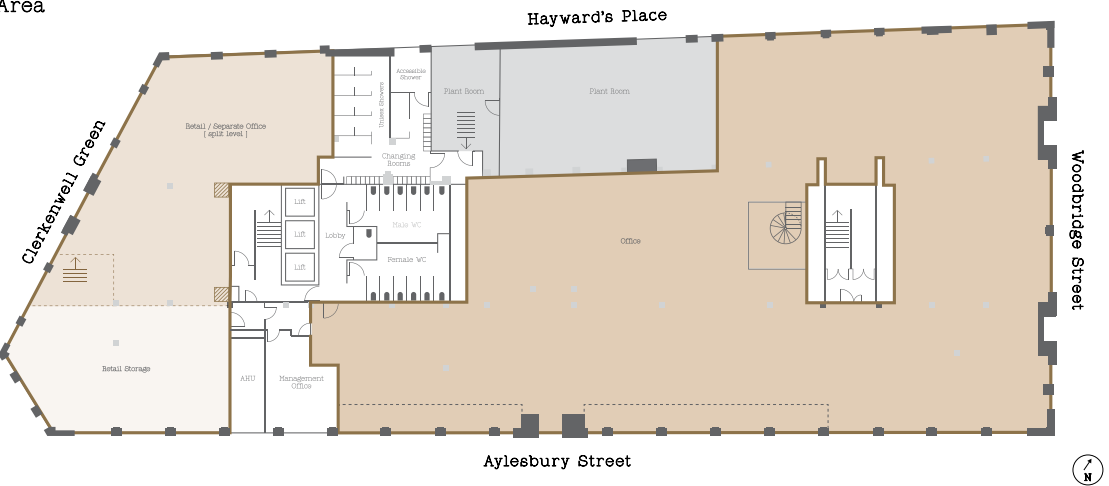 Area
Hayward's Place
Accessible
Shower
Unisex Showers
Plant Room
Plant Room
Retail / Separate Office
[ split level ]
Changing
Rooms
Clerkenwell Green
Woodbridge Street
Lift
Lift
Lift
Lobby
Male WC
Female WC
Office
Retail Storage
AHU
Management
Office
Aylesbury Street
N